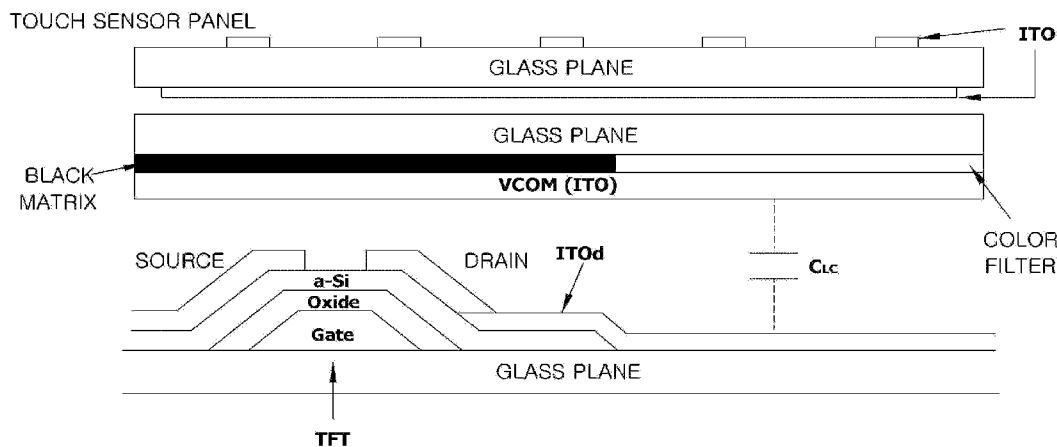 TOUCH SENSOR PANEL
ITO
GLASS PLANE
GLASS PLANE
BLACK
MATRIX
VCOM (ITO)
COLOR
FILTER
SOURCE
DRAIN
ITOd
CLC
a-Si
Oxide
Gate
GLASS PLANE
TFT